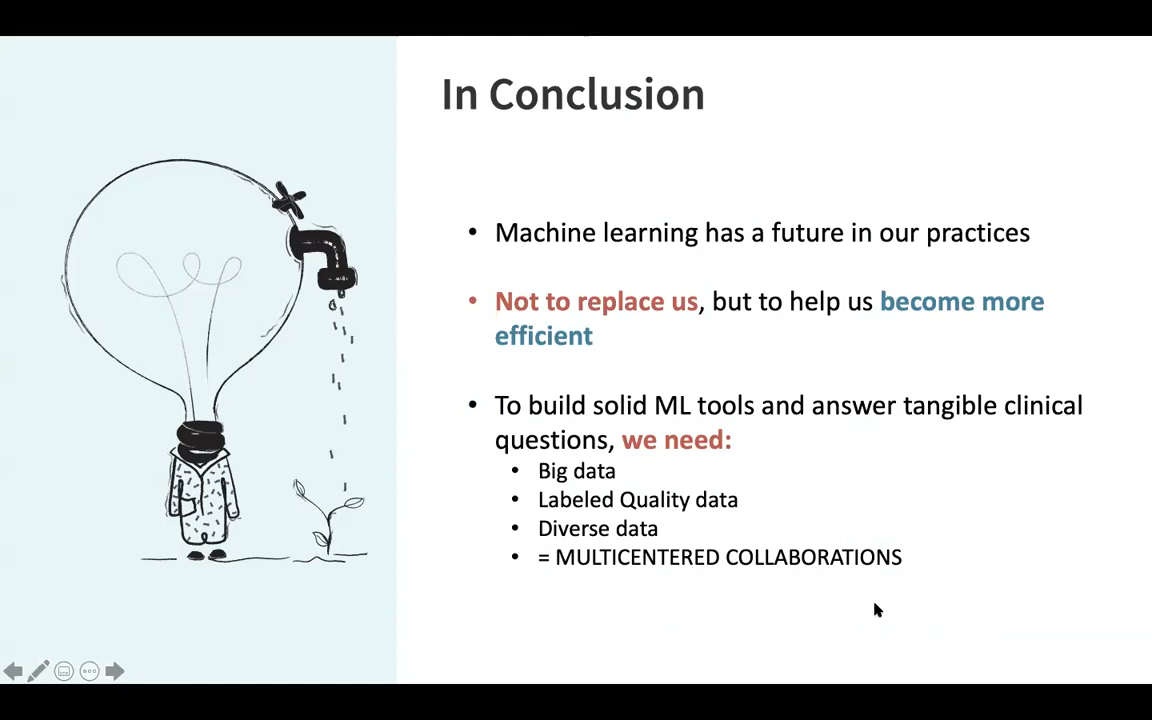 In Conclusion
• Machine learning has a future in our practices
• Not to replace us, but to help us become more
efficient
• To build solid ML tools and answer tangible clinical
questions, we need:
• Big data
• Labeled Quality data
• Diverse data
• = MULTICENTERED COLLABORATIONS